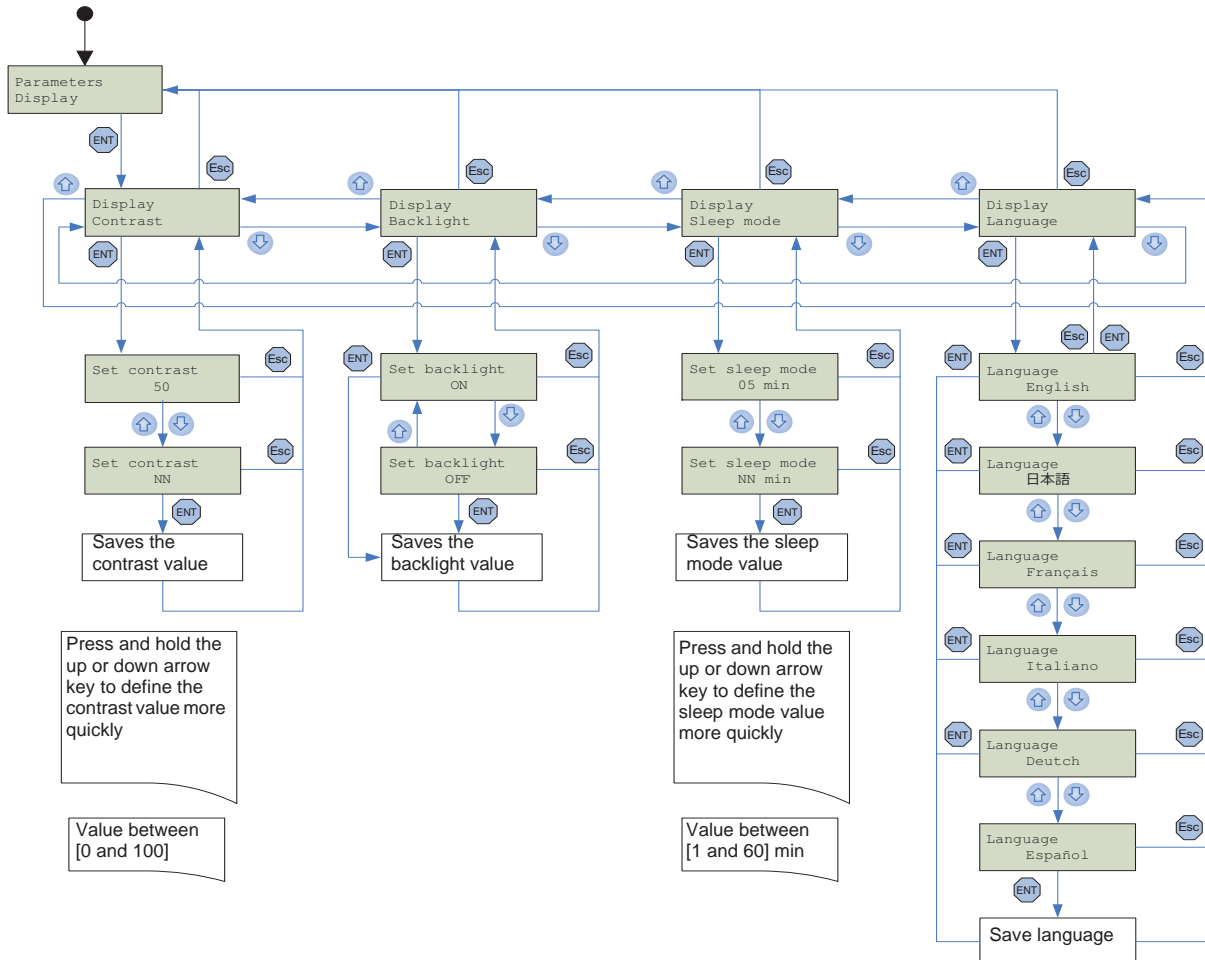 Parameters
Display
ENT
Esc
Esc
Esc
Esc
Display
Contrast
Display
Backlight
Display
Sleep mode
Display
Language
ENT
ENT
ENT
ENT
Esc
ENT
Set contrast
50
Esc
ENT
Set backlight
ON
Esc
Set sleep mode
05 min
Esc
ENT
Language
English
Esc
Set contrast
NN
Esc
Set backlight
OFF
Esc
Set sleep mode
NN min
Esc
ENT
Language
日本語
Esc
ENT
ENT
ENT
Saves the
contrast value
Saves the
backlight value
Saves the sleep
mode value
ENT
Language
Français
Esc
Press and hold the
up or down arrow
key to define the
contrast value more
quickly
Press and hold the
up or down arrow
key to define the
sleep mode value
more quickly
ENT
Language
Italiano
Esc
ENT
Language
Deutch
Esc
Value between
[0 and 100]
Value between
[1 and 60] min
Language
Español
Esc
ENT
Save language